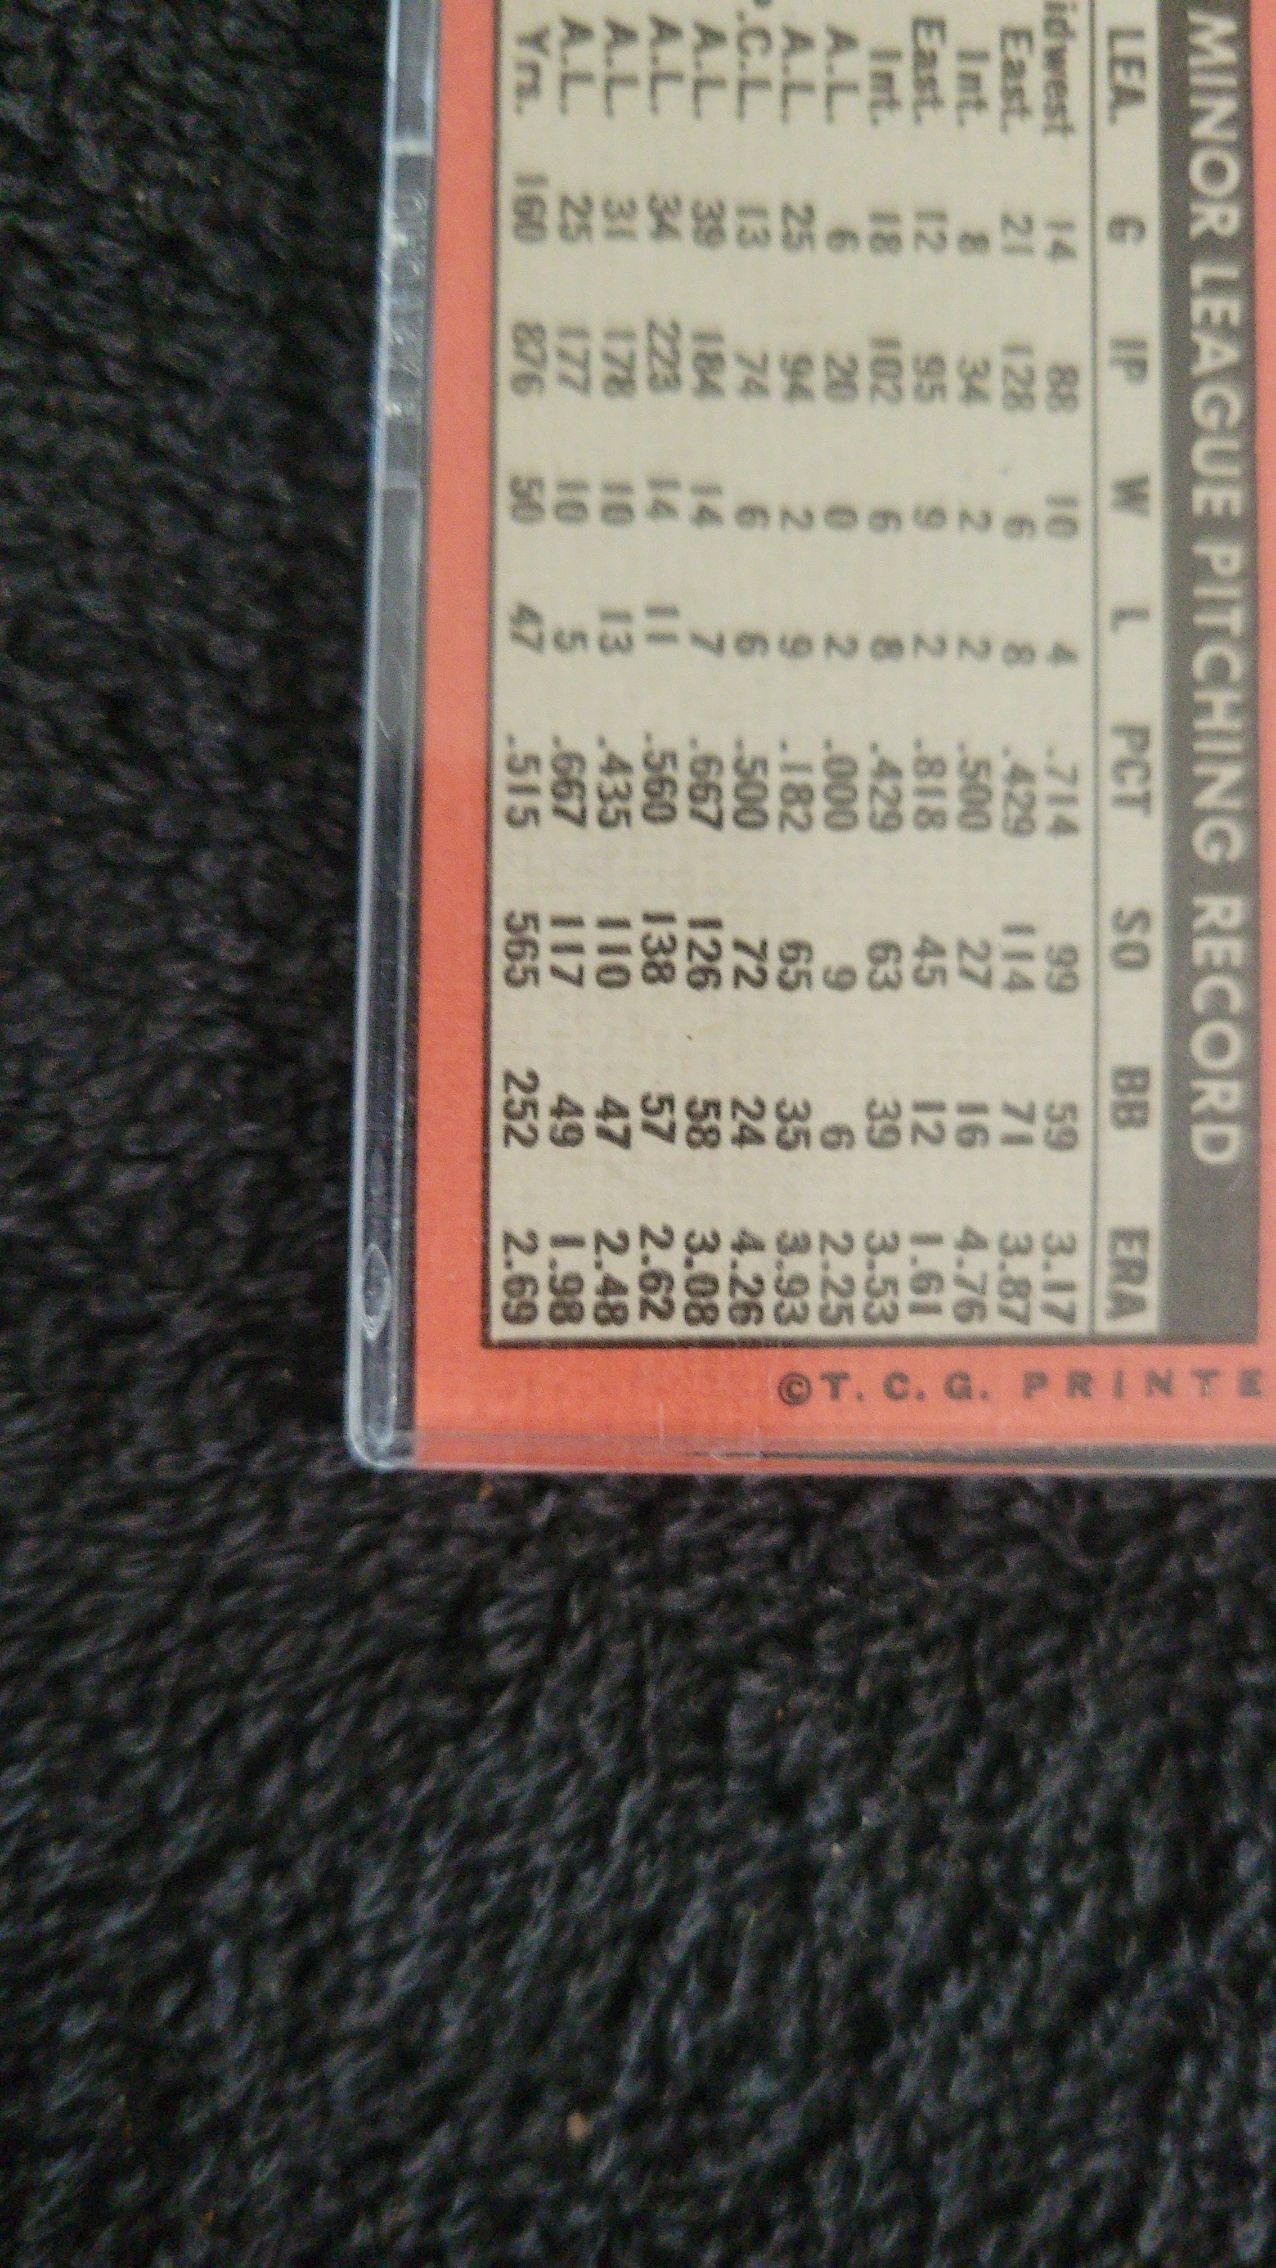 MINOR LEAGUE PITCHING RECORD
LEA. G IP W L PCT SO BB ERA
idwest 14 88 10 4 .714 99 59 3.17
East. 21 128 6 8 .429 114 71 3.87
Int. 8 34 2 2 .500 27 16 4.76
East. 12 95 9 2 .818 45 12 1.61
Int. 18 102 6 8 .429 63 39 3.53
A.L. 6 20 0 2 .000 9 6 2.25
A.L. 25 94 2 9 .182 65 35 3.93
.C.L. 13 74 6 6 .500 72 24 4.26
A.L. 39 184 14 7 .667 126 58 3.08
A.L. 34 223 14 11 .560 138 57 2.62
A.L. 31 178 10 13 .435 110 47 2.48
A.L. 25 177 10 5 .667 117 49 1.98
Yrs. 160 876 50 47 .515 565 252 2.69
©T. C. G. PRINTE